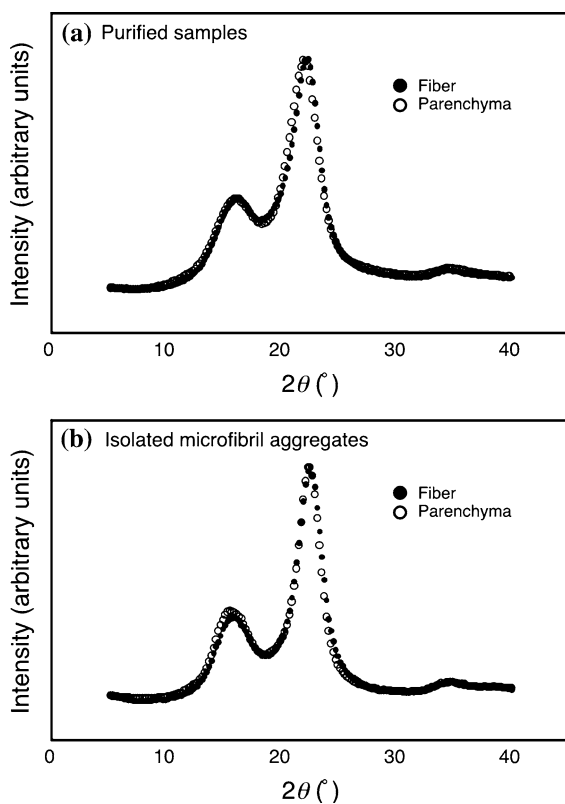 (a) Purified samples
Fiber
Parenchyma
Intensity (arbitrary units)
0 10 20 30 40
2θ (°)
(b) Isolated microfibril aggregates
Fiber
Parenchyma
Intensity (arbitrary units)
0 10 20 30 40
2θ (°)